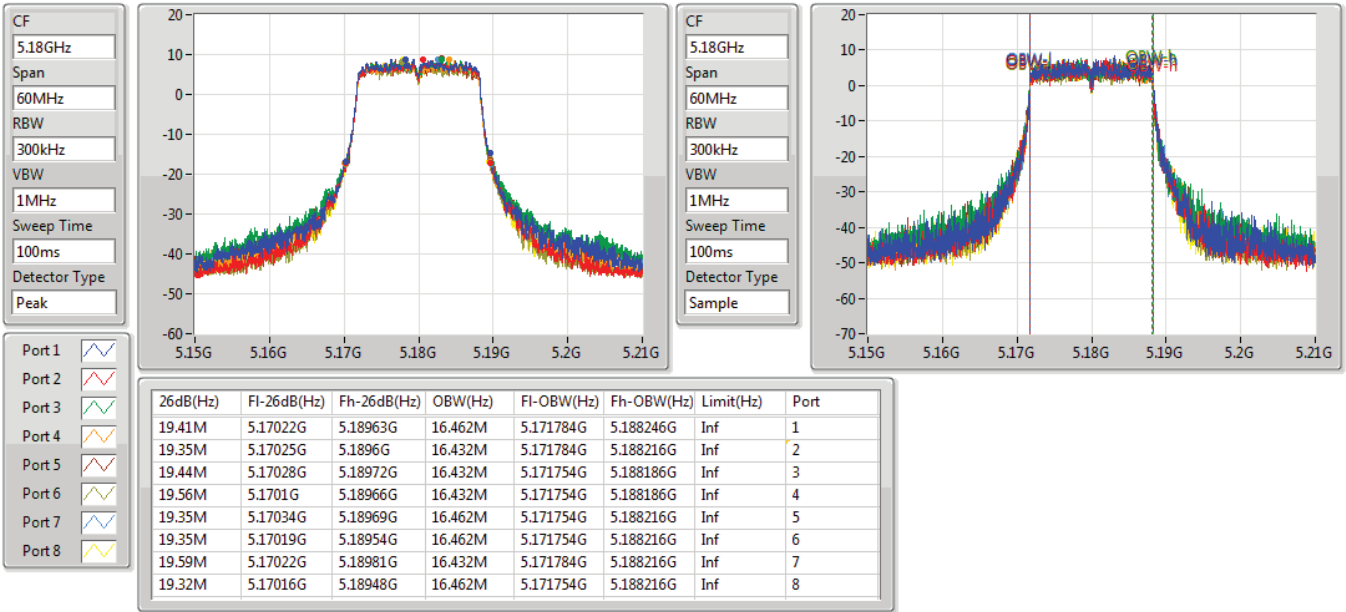 CF
5.18GHz
Span
60MHz
RBW
300kHz
VBW
1MHz
Sweep Time
100ms
Detector Type
Peak
20
10
0
-10
-20
-30
-40
-50
-60
5.15G 5.16G 5.17G 5.18G 5.19G 5.2G 5.21G
CF
5.18GHz
Span
60MHz
RBW
300kHz
VBW
1MHz
Sweep Time
100ms
Detector Type
Sample
20
10
0
-10
-20
-30
-40
-50
-60
-70
OBW-l OBW-h
5.15G 5.16G 5.17G 5.18G 5.19G 5.2G 5.21G
Port 1
Port 2
Port 3
Port 4
Port 5
Port 6
Port 7
Port 8
26dB(Hz) Fl-26dB(Hz) Fh-26dB(Hz) OBW(Hz) Fl-OBW(Hz) Fh-OBW(Hz) Limit(Hz) Port
19.41M 5.17022G 5.18963G 16.462M 5.171784G 5.188246G Inf 1
19.35M 5.17025G 5.1896G 16.432M 5.171784G 5.188216G Inf 2
19.44M 5.17028G 5.18972G 16.432M 5.171754G 5.188186G Inf 3
19.56M 5.1701G 5.18966G 16.432M 5.171754G 5.188186G Inf 4
19.35M 5.17034G 5.18969G 16.462M 5.171754G 5.188216G Inf 5
19.35M 5.17019G 5.18954G 16.462M 5.171754G 5.188216G Inf 6
19.59M 5.17022G 5.18981G 16.432M 5.171784G 5.188216G Inf 7
19.32M 5.17016G 5.18948G 16.462M 5.171754G 5.188216G Inf 8